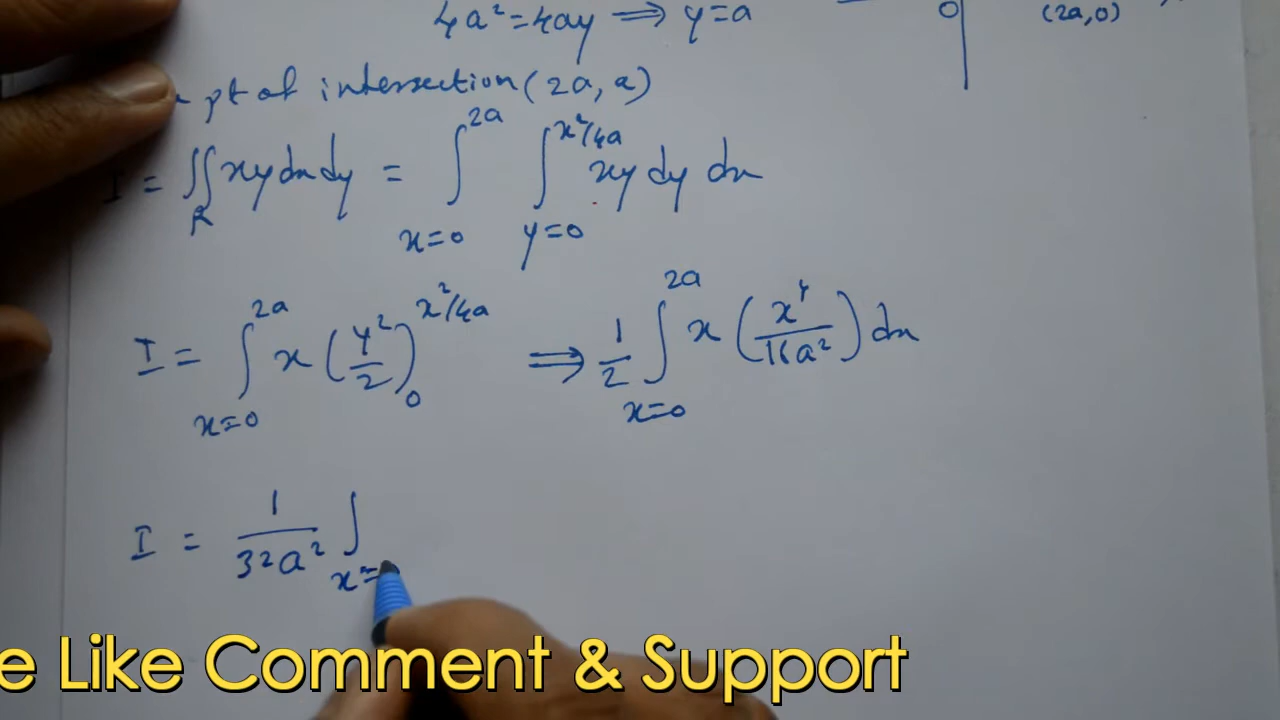 4a² = 4ay ⟹ y = a
0 (2a,0)
pt of intersection (2a, a)
I = ∬_R xy dx dy = ∫_{x=0}^{2a} ∫_{y=0}^{x²/4a} xy dy dx
I = ∫_{x=0}^{2a} x (y²/2)_0^{x²/4a} ⟹ 1/2 ∫_{x=0}^{2a} x (x⁴/16a²) dx
I = 1/32a² ∫_{x=
e Like Comment & Support